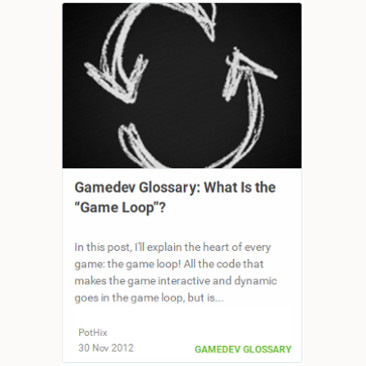 Gamedev Glossary: What Is the
“Game Loop”?
In this post, I'll explain the heart of every
game: the game loop! All the code that
makes the game interactive and dynamic
goes in the game loop, but is...
PotHix
30 Nov 2012
GAMEDEV GLOSSARY